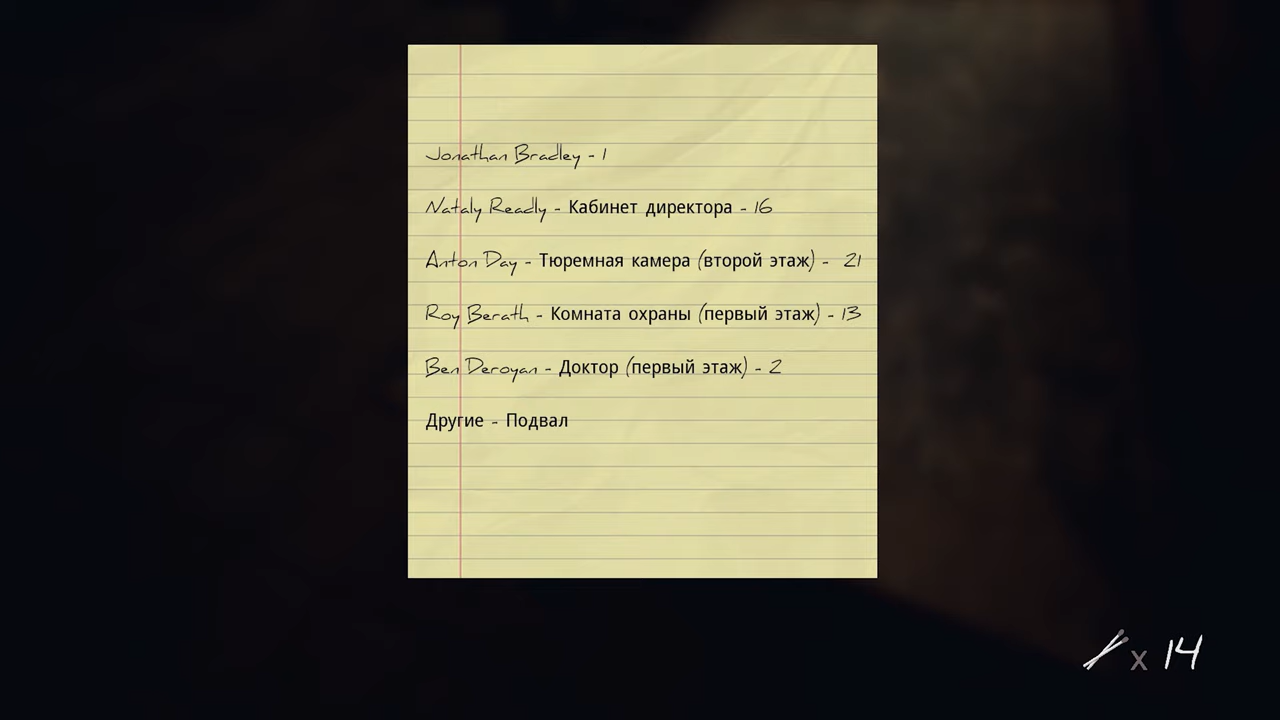 Jonathan Bradley - 1
Nataly Readly - Кабинет директора - 16
Anton Day - Тюремная камера (второй этаж) - 21
Roy Berath - Комната охраны (первый этаж) - 13
Ben Deroyan - Доктор (первый этаж) - 2
Другие - Подвал
x 14